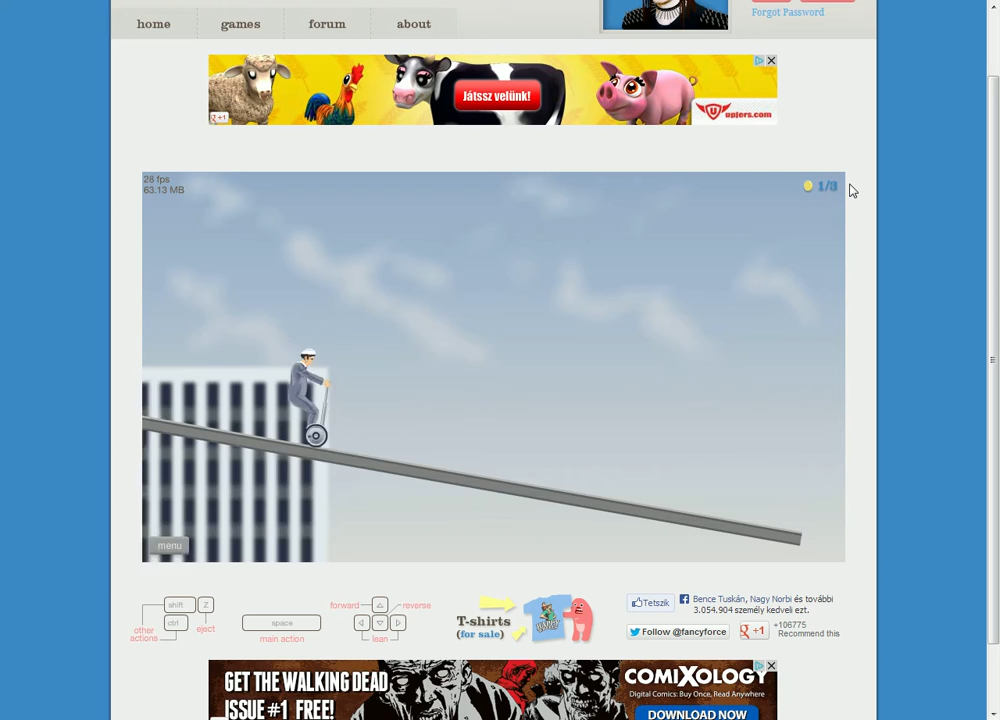 home games forum about
Forgot Password
Játssz velünk!
upjers.com
g +1
28 fps
63.13 MB
1/3
menu
shift Z
ctrl
other
actions
eject
space
main action
forward reverse
lean
T-shirts
(for sale)
Tetszik
Bence Tuskán, Nagy Norbi és további
3.054.904 személy kedveli ezt.
Follow @fancyforce
g +1
+106775
Recommend this
GET THE WALKING DEAD
ISSUE #1 FREE!
COMIXOLOGY
Digital Comics: Buy Once, Read Anywhere
DOWNLOAD NOW